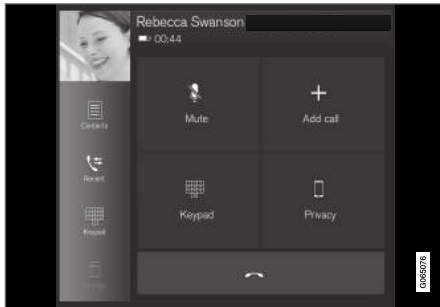 Rebecca Swanson
00:44
Contacts
Recent
Keypad
Mute
Add call
Keypad
Privacy
G065076